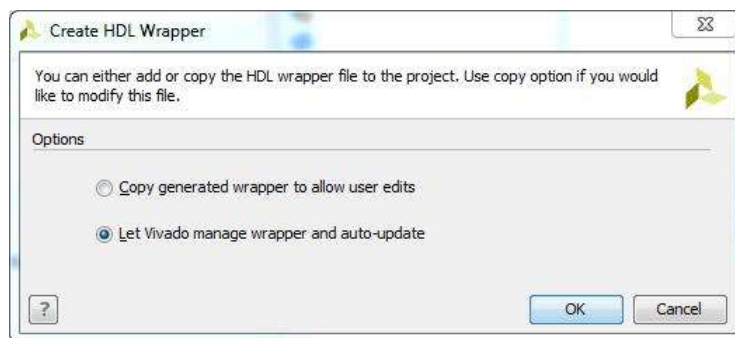 Create HDL Wrapper
You can either add or copy the HDL wrapper file to the project. Use copy option if you would
like to modify this file.
Options
Copy generated wrapper to allow user edits
Let Vivado manage wrapper and auto-update
?
OK
Cancel